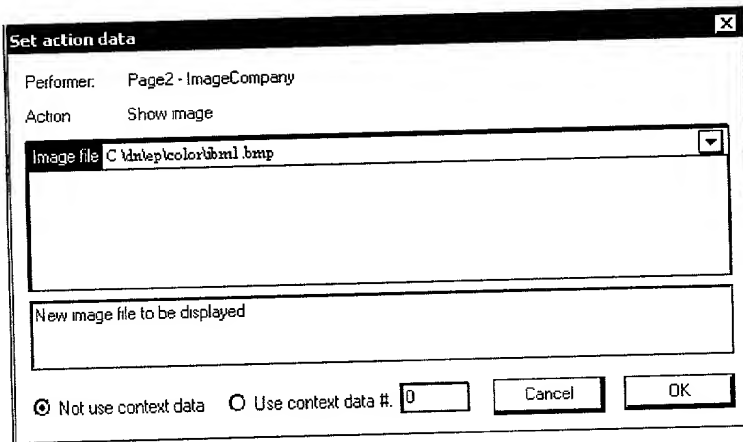 Set action data
Performer: Page2 - ImageCompany
Action Show image
Image file C:\dn\ep\color\ibm1.bmp
New image file to be displayed
Not use context data Use context data #. 0 Cancel OK